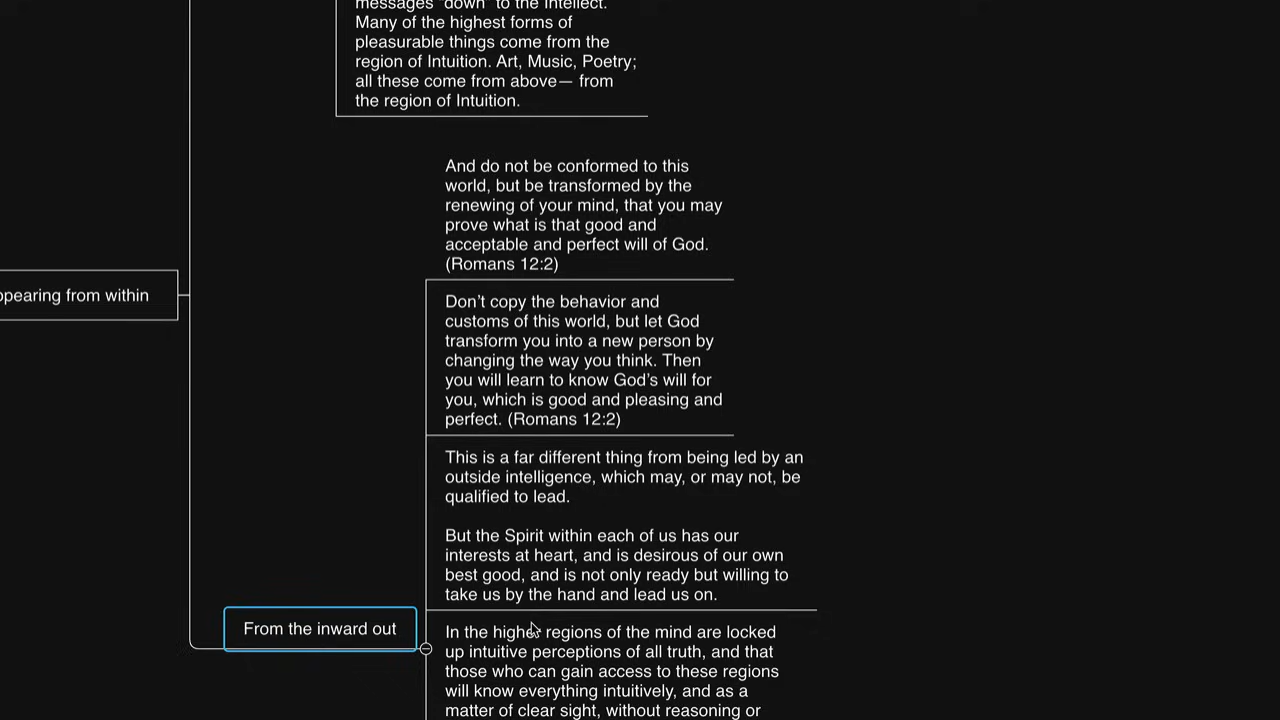 messages "down" to the Intellect.
Many of the highest forms of
pleasurable things come from the
region of Intuition. Art, Music, Poetry;
all these come from above— from
the region of Intuition.
And do not be conformed to this
world, but be transformed by the
renewing of your mind, that you may
prove what is that good and
acceptable and perfect will of God.
(Romans 12:2)
ppearing from within
Don’t copy the behavior and
customs of this world, but let God
transform you into a new person by
changing the way you think. Then
you will learn to know God’s will for
you, which is good and pleasing and
perfect. (Romans 12:2)
This is a far different thing from being led by an
outside intelligence, which may, or may not, be
qualified to lead.
But the Spirit within each of us has our
interests at heart, and is desirous of our own
best good, and is not only ready but willing to
take us by the hand and lead us on.
From the inward out
In the higher regions of the mind are locked
up intuitive perceptions of all truth, and that
those who can gain access to these regions
will know everything intuitively, and as a
matter of clear sight, without reasoning or